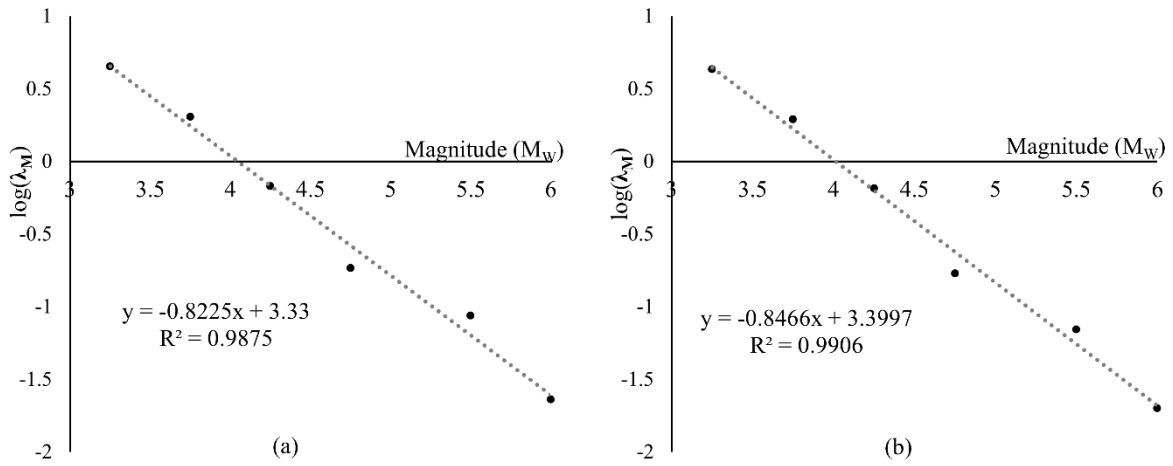 1
0.5
0
-0.5
-1
-1.5
-2
3
3.5
4
4.5
5
5.5
6
log(λM)
Magnitude (MW)
y = -0.8225x + 3.33
R² = 0.9875
(a)
1
0.5
0
-0.5
-1
-1.5
-2
3
3.5
4
4.5
5
5.5
6
log(λM)
Magnitude (MW)
y = -0.8466x + 3.3997
R² = 0.9906
(b)